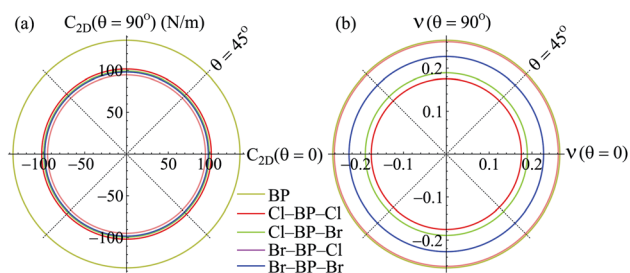 (a)
C2D(θ = 90°) (N/m)
θ = 45°
100
50
−100
−50
50
100
C2D(θ = 0)
−50
−100
BP
Cl–BP–Cl
Cl–BP–Br
Br–BP–Cl
Br–BP–Br
(b)
ν(θ = 90°)
θ = 45°
0.2
0.1
−0.2
−0.1
0.1
0.2
ν(θ = 0)
−0.1
−0.2